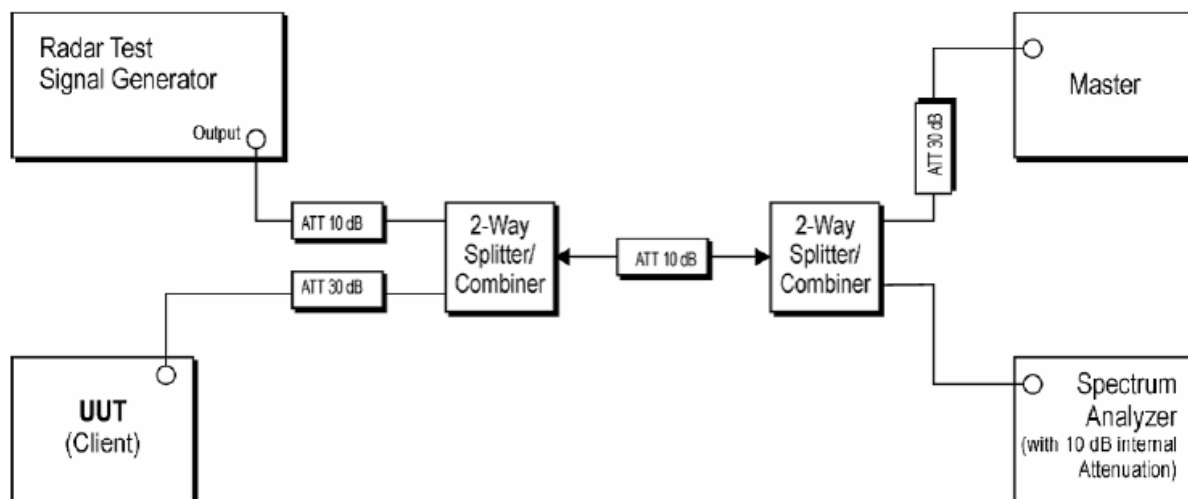 Radar Test
Signal Generator
Output
ATT 10 dB
2-Way
Splitter/
Combiner
ATT 30 dB
UUT
(Client)
ATT 10 dB
2-Way
Splitter/
Combiner
ATT 30 dB
Master
Spectrum
Analyzer
(with 10 dB internal
Attenuation)